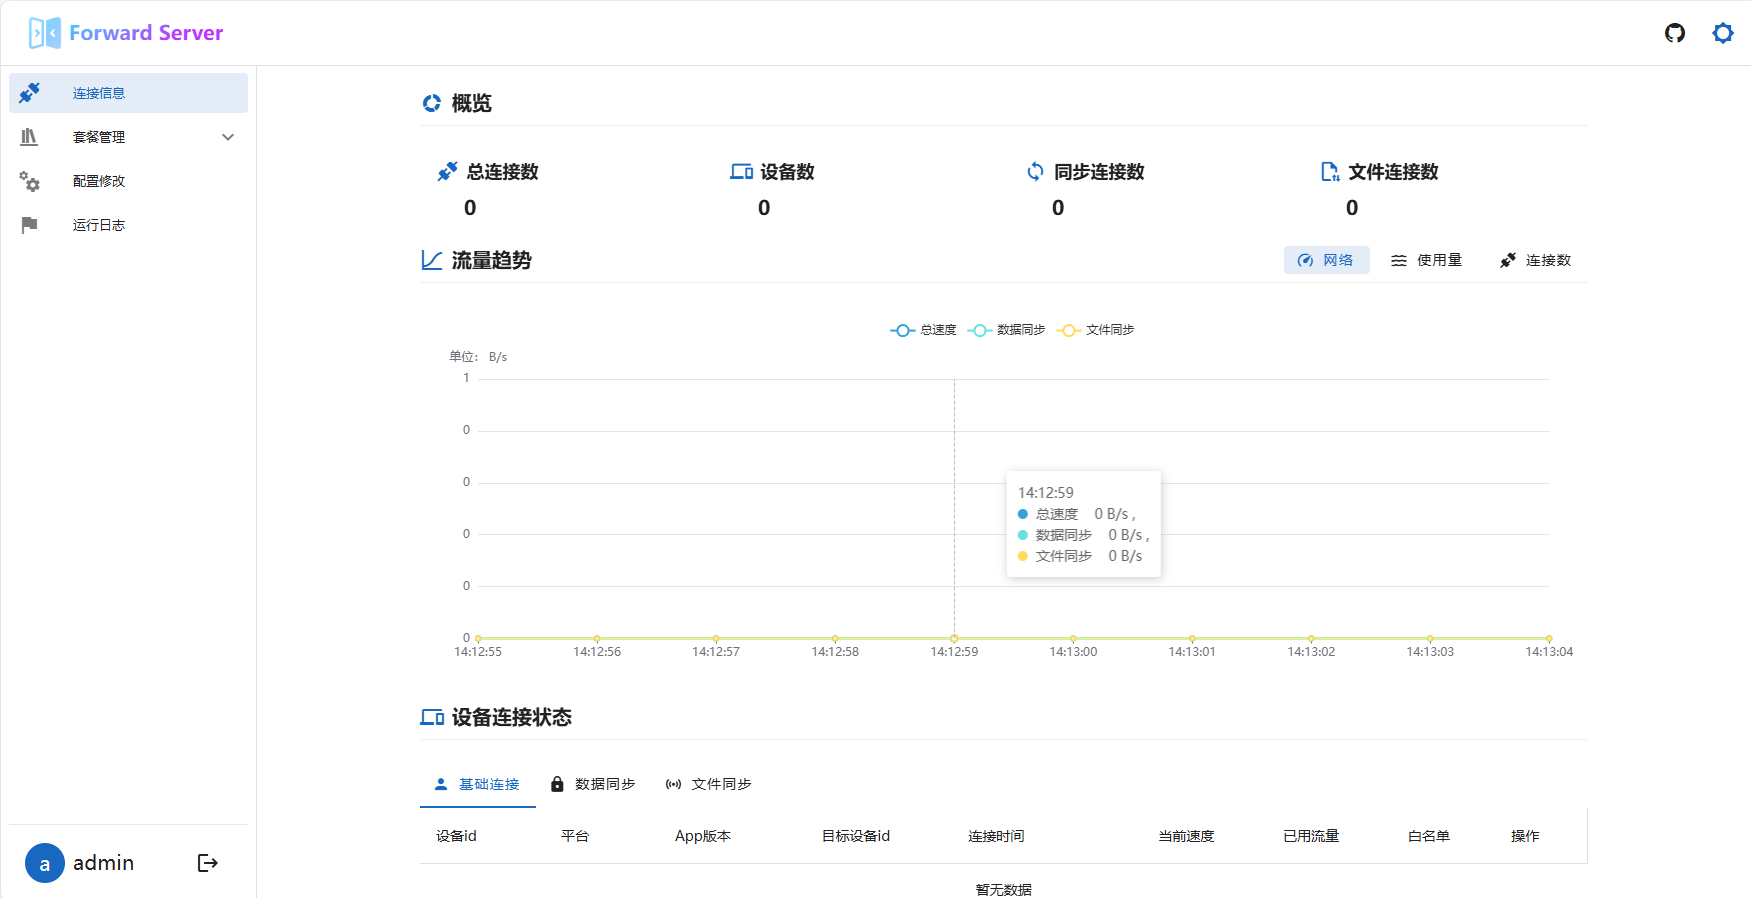 Forward Server
连接信息
套餐管理
配置修改
运行日志
概览
总连接数 设备数 同步连接数 文件连接数
0 0 0 0
流量趋势 网络 使用量 连接数
总速度 数据同步 文件同步
单位： B/s
1
0
0
0
0
0
14:12:59
总速度 0 B/s ,
数据同步 0 B/s ,
文件同步 0 B/s
14:12:55 14:12:56 14:12:57 14:12:58 14:12:59 14:13:00 14:13:01 14:13:02 14:13:03 14:13:04
设备连接状态
基础连接 数据同步 文件同步
设备id 平台 App版本 目标设备id 连接时间 当前速度 已用流量 白名单 操作
暂无数据
a admin